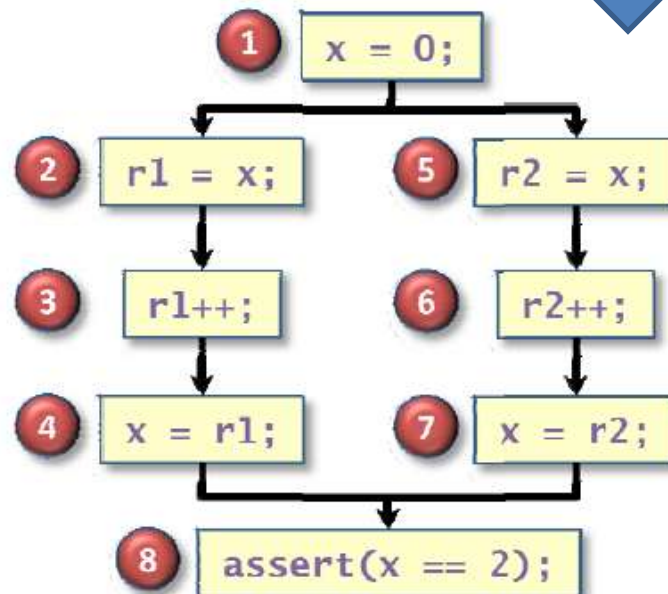 1 x = 0;
2 r1 = x;
5 r2 = x;
3 r1++;
6 r2++;
4 x = r1;
7 x = r2;
8 assert(x == 2);